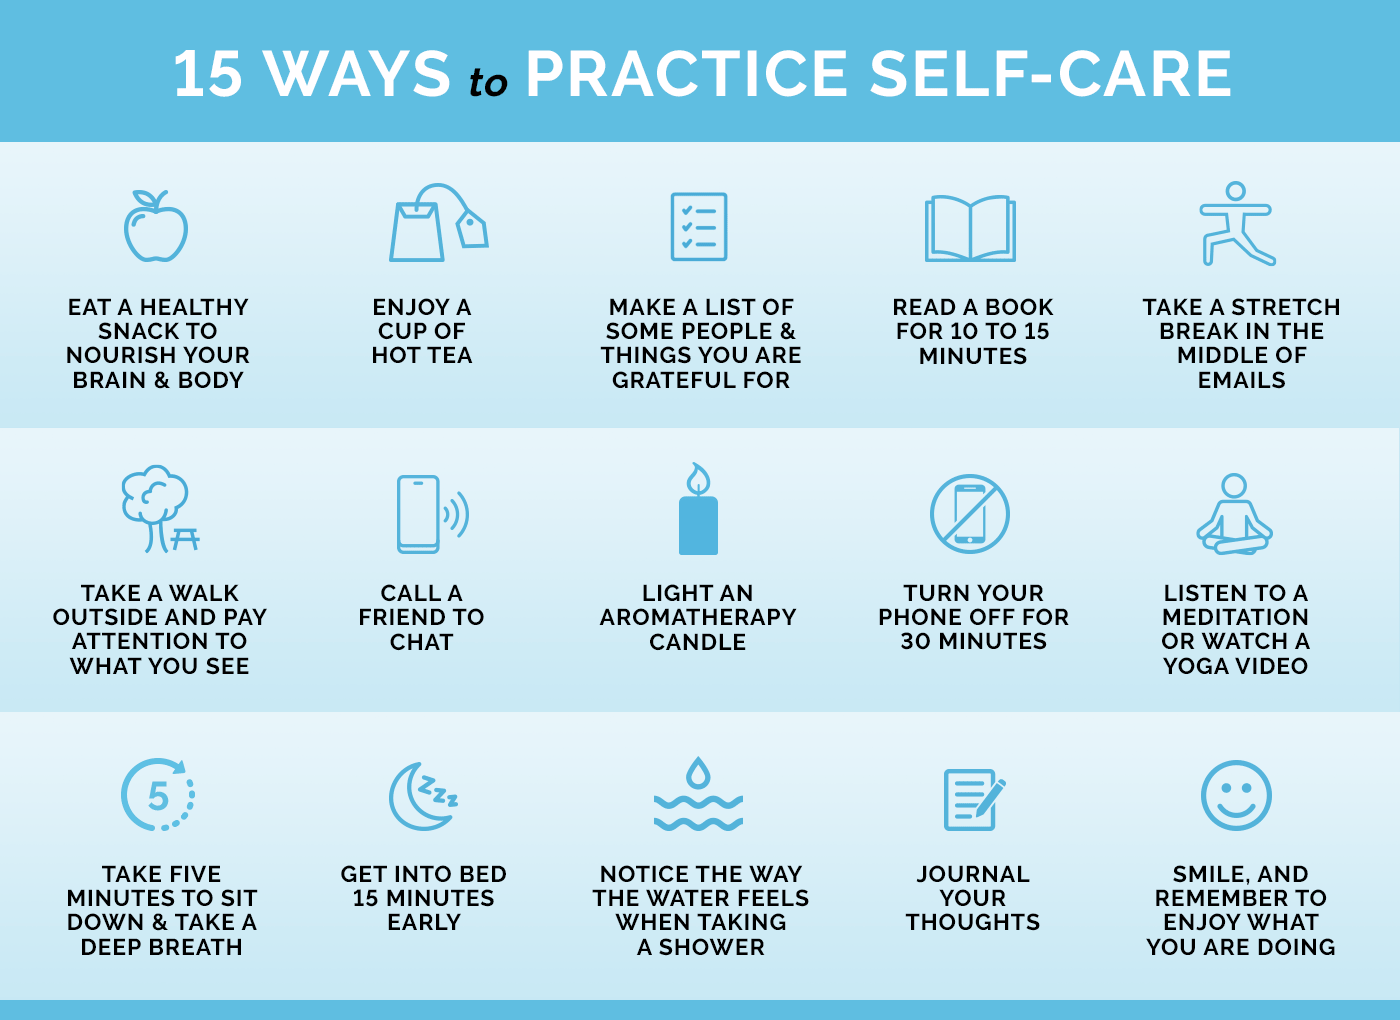 15 WAYS to PRACTICE SELF-CARE
EAT A HEALTHY
SNACK TO
NOURISH YOUR
BRAIN & BODY
ENJOY A
CUP OF
HOT TEA
MAKE A LIST OF
SOME PEOPLE &
THINGS YOU ARE
GRATEFUL FOR
READ A BOOK
FOR 10 TO 15
MINUTES
TAKE A STRETCH
BREAK IN THE
MIDDLE OF
EMAILS
TAKE A WALK
OUTSIDE AND PAY
ATTENTION TO
WHAT YOU SEE
CALL A
FRIEND TO
CHAT
LIGHT AN
AROMATHERAPY
CANDLE
TURN YOUR
PHONE OFF FOR
30 MINUTES
LISTEN TO A
MEDITATION
OR WATCH A
YOGA VIDEO
5
TAKE FIVE
MINUTES TO SIT
DOWN & TAKE A
DEEP BREATH
ZZZ
GET INTO BED
15 MINUTES
EARLY
NOTICE THE WAY
THE WATER FEELS
WHEN TAKING
A SHOWER
JOURNAL
YOUR
THOUGHTS
SMILE, AND
REMEMBER TO
ENJOY WHAT
YOU ARE DOING